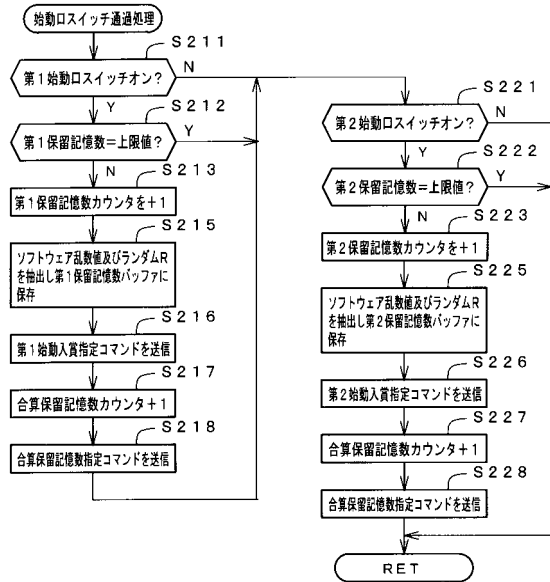 始動口スイッチ通過処理
S211
第1始動口スイッチオン?
N
Y
S212
第1保留記憶数=上限値?
Y
N
S213
第1保留記憶数カウンタを+1
S215
ソフトウェア乱数値及びランダムR
を抽出し第1保留記憶数バッファに
保存
S216
第1始動入賞指定コマンドを送信
S217
合算保留記憶数カウンタ+1
S218
合算保留記憶数指定コマンドを送信
S221
第2始動口スイッチオン?
N
Y
S222
第2保留記憶数=上限値?
Y
N
S223
第2保留記憶数カウンタを+1
S225
ソフトウェア乱数値及びランダムR
を抽出し第2保留記憶数バッファに
保存
S226
第2始動入賞指定コマンドを送信
S227
合算保留記憶数カウンタ+1
S228
合算保留記憶数指定コマンドを送信
RET